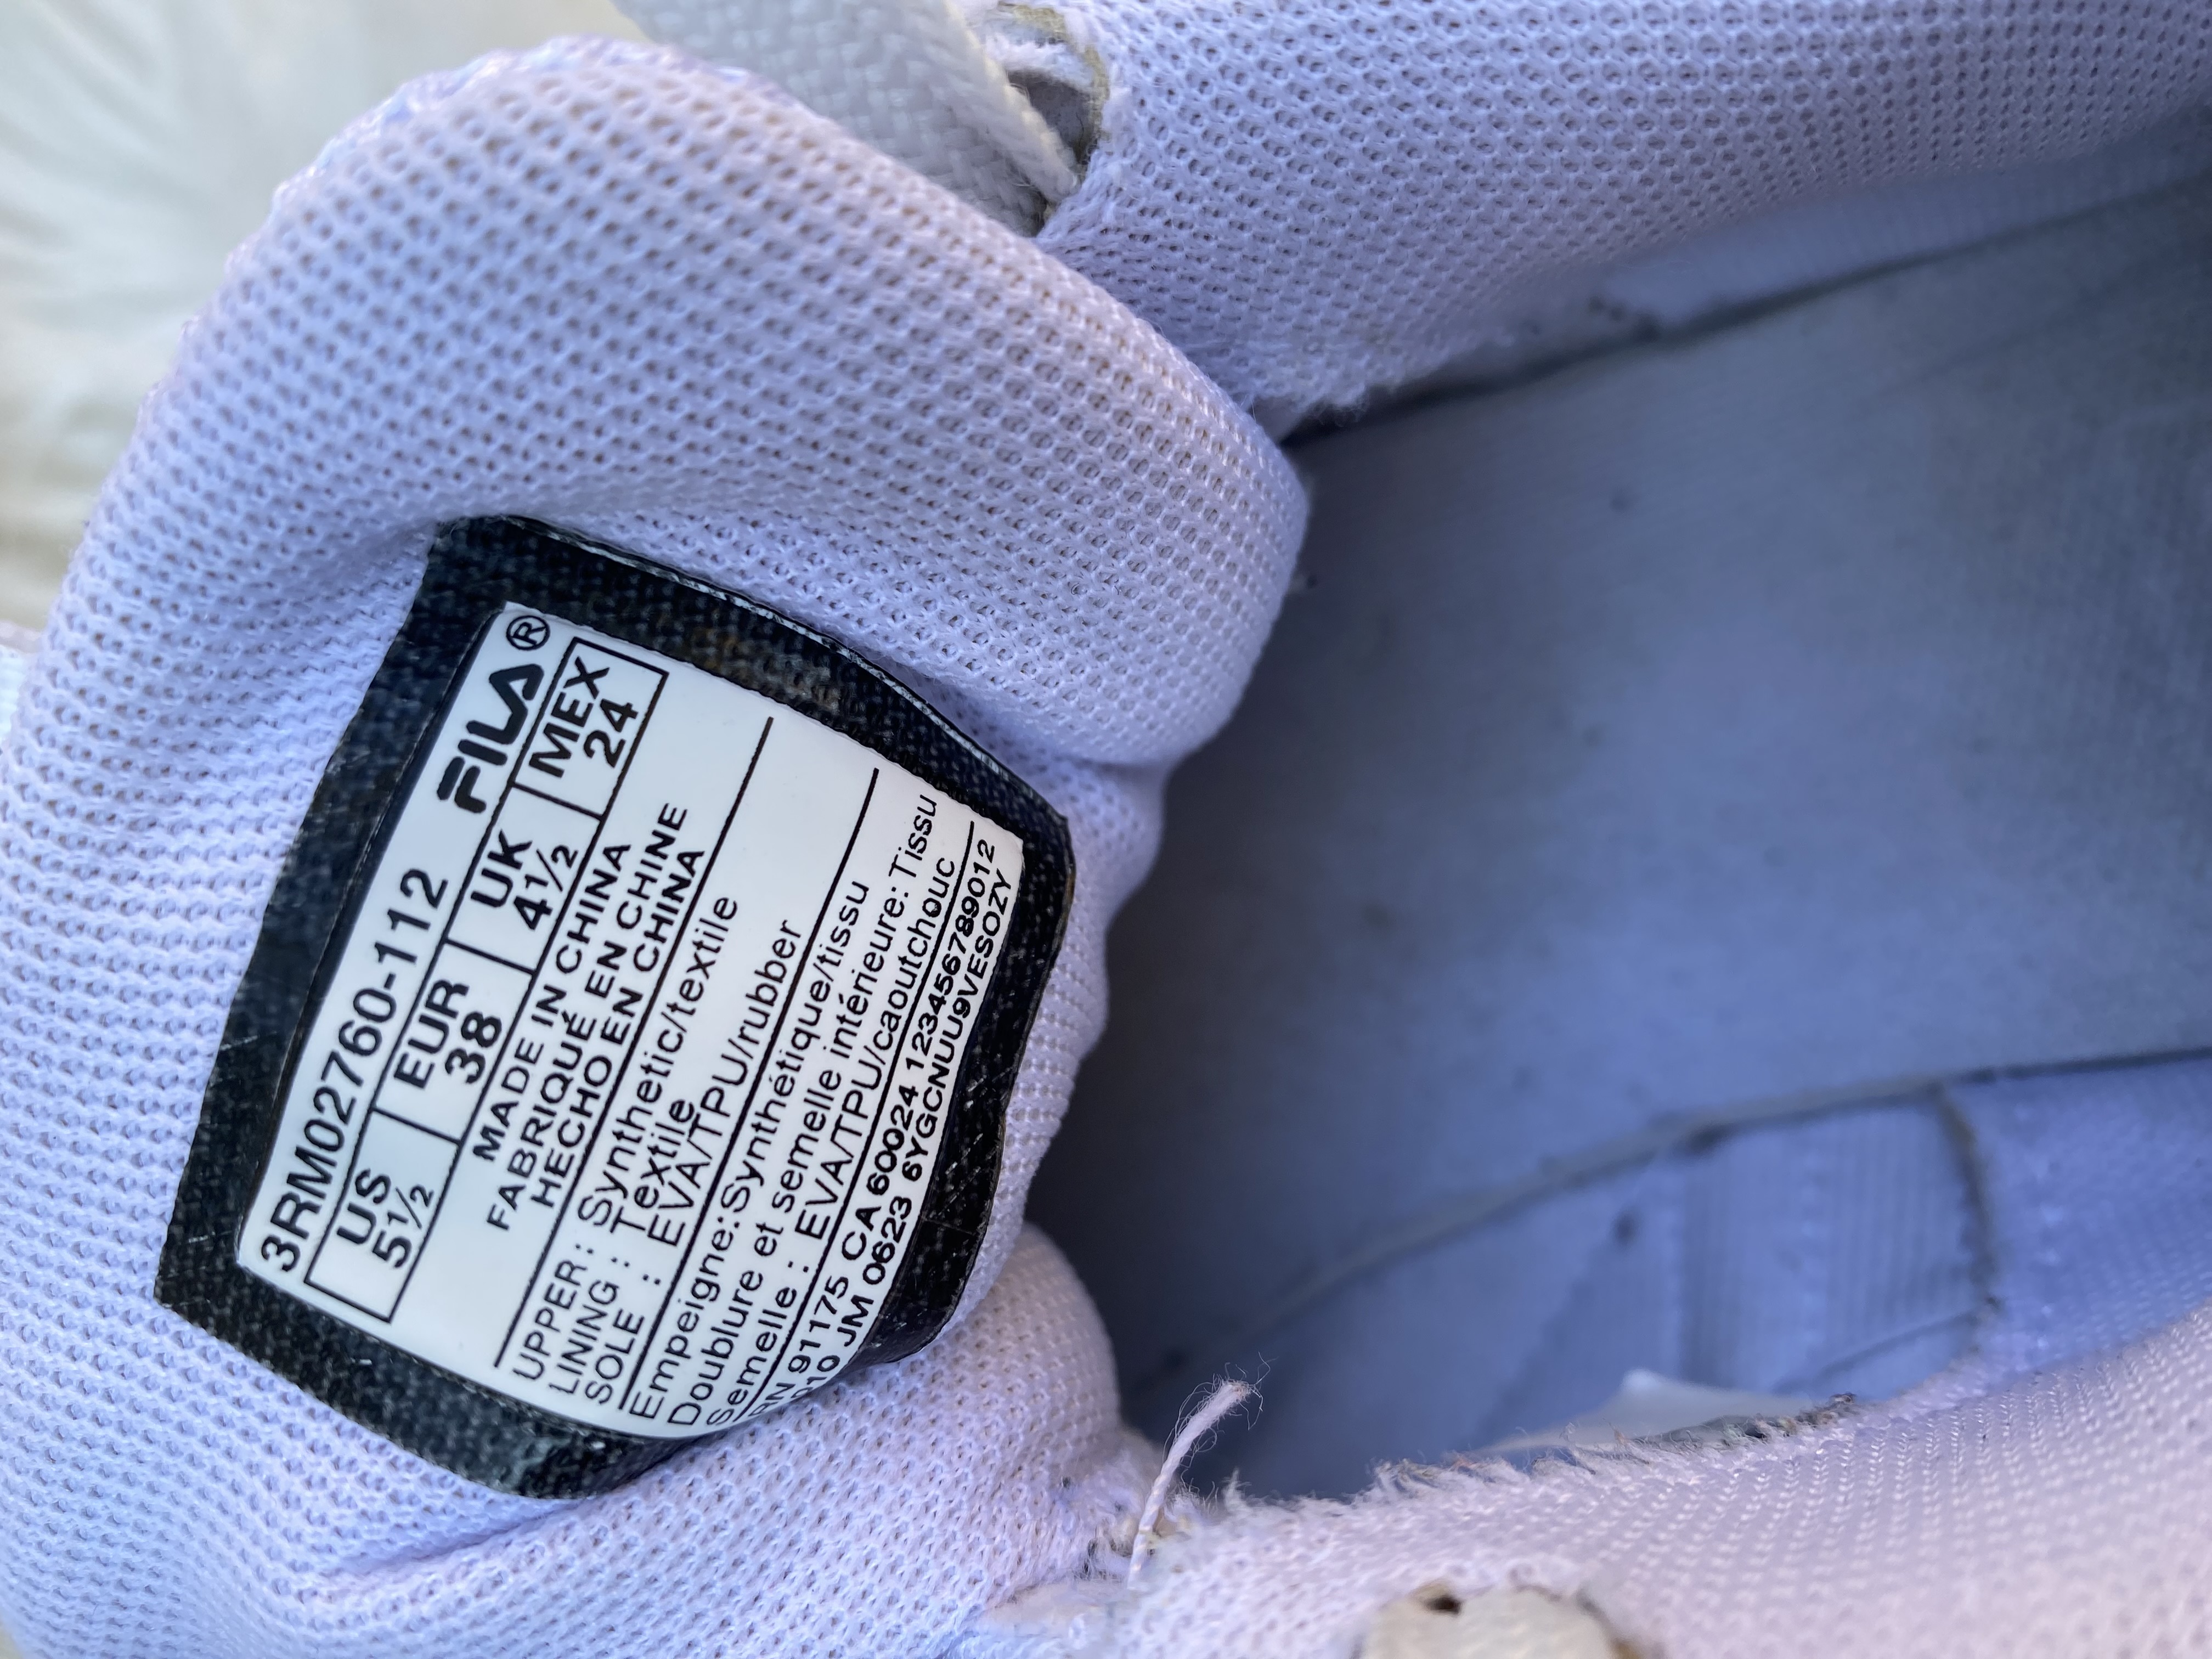 3RM02760-112 FILA®
US EUR UK MEX
5½ 38 4½ 24
MADE IN CHINA
FABRIQUÉ EN CHINE
HECHO EN CHINA
UPPER : Synthetic/textile
LINING : Textile
SOLE : EVA/TPU/rubber
Empeigne:Synthétique/tissu
Doublure et semelle intérieure:Tissu
Semelle : EVA/TPU/caoutchouc
RN 91175 CA 60024 123456789012
JM 0623 6YGCNUU9VESOZY